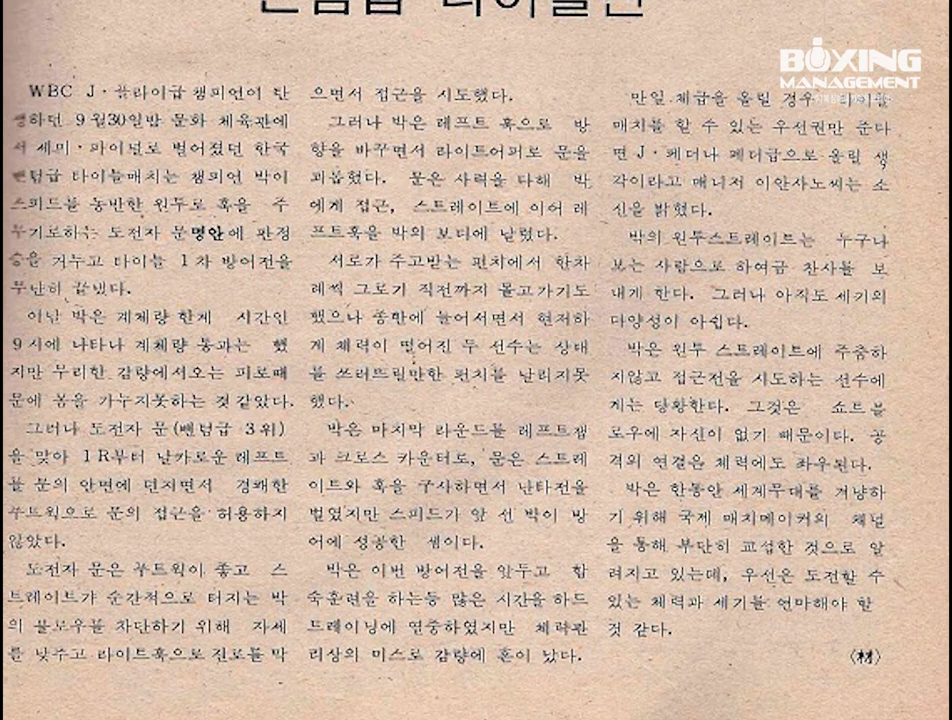 타이틀전
BOXING
MANAGEMENT
WBC J·플라이급 챔피언이 탄
생하던 9월30일밤 문화 체육관에
서 세미·파이널로 벌어졌던 한국
밴텀급 타이틀매치는 챔피언 박이
스피드를 동반한 원투로 훅을 주
무기로하는 도전자 문명안에 판정
승을 거두고 타이틀 1차 방어전을
무난히 끝냈다.
이날 박은 계체량 한계 시간인
9시에 나타나 계체량 통과는 했
지만 무리한 감량에서오는 피로때
문에 몸을 가누지못하는 것 같았다.
그러나 도전자 문(밴텀급 3위)
을 맞아 1R부터 날카로운 레프트
를 문의 안면에 던지면서 경쾌한
푸트웍으로 문의 접근을 허용하지
않았다.
도전자 문은 푸트웍이 좋고 스
트레이트가 순간적으로 터지는 박
의 블로우를 차단하기 위해 자세
를 낮추고 라이트훅으로 진로를 막
으면서 접근을 시도했다.
그러나 박은 레프트 훅으로 방
향을 바꾸면서 라이트어퍼로 문을
괴롭혔다. 문은 사력을 다해 박
에게 접근, 스트레이트에 이어 레
프트훅을 박의 보디에 날렸다.
서로가 주고받는 펀치에서 한차
례씩 그로기 직전까지 몰고가기도
했으나 종반에 들어서면서 현저하
게 체력이 떨어진 두 선수는 상대
를 쓰러뜨릴만한 펀치를 날리지못
했다.
박은 마지막 라운드를 레프트잽
과 크로스 카운터로, 문은 스트레
이트와 훅을 구사하면서 난타전을
벌였지만 스피드가 앞 선 박이 방
어에 성공한 셈이다.
박은 이번 방어전을 앞두고 합
숙훈련을 하는등 많은 시간을 하드
트레이닝에 열중하였지만 체력관
리상의 미스로 감량에 혼이 났다.
만일 체급을 올릴 경우 타이틀
매치를 할 수 있는 우선권만 준다
면 J·페더나 페더급으로 올릴 생
각이라고 매니저 이안사노씨는 소
신을 밝혔다.
박의 원투스트레이트는 누구나
보는 사람으로 하여금 찬사를 보
내게 한다. 그러나 아직도 세기의
다양성이 아쉽다.
박은 원투 스트레이트에 주춤하
지않고 접근전을 시도하는 선수에
게는 당황한다. 그것은 쇼트블
로우에 자신이 없기 때문이다. 공
격의 연결은 체력에도 좌우된다.
박은 한동안 세계무대를 겨냥하
기 위해 국제 매치메이커의 채널
을 통해 부단히 교섭한 것으로 알
려지고 있는데, 우선은 도전할 수
있는 체력과 세기를 연마해야 할
것 같다.
〈材〉